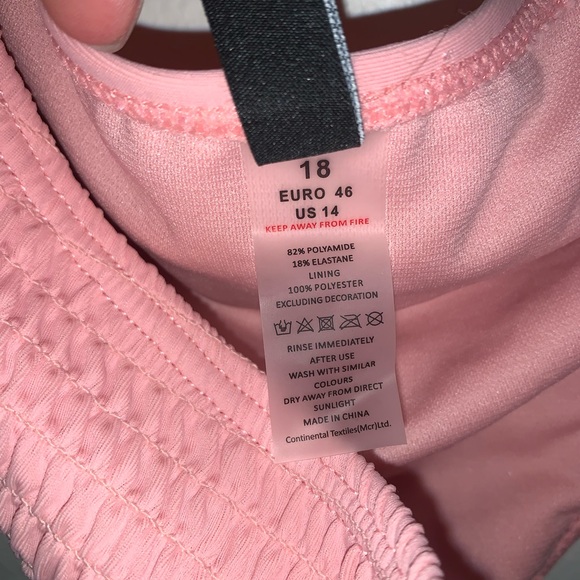 18
EURO 46
US 14
KEEP AWAY FROM FIRE
82% POLYAMIDE
18% ELASTANE
LINING
100% POLYESTER
EXCLUDING DECORATION
RINSE IMMEDIATELY
AFTER USE
WASH WITH SIMILAR
COLOURS
DRY AWAY FROM DIRECT
SUNLIGHT
MADE IN CHINA
Continental Textiles(Mcr)Ltd.